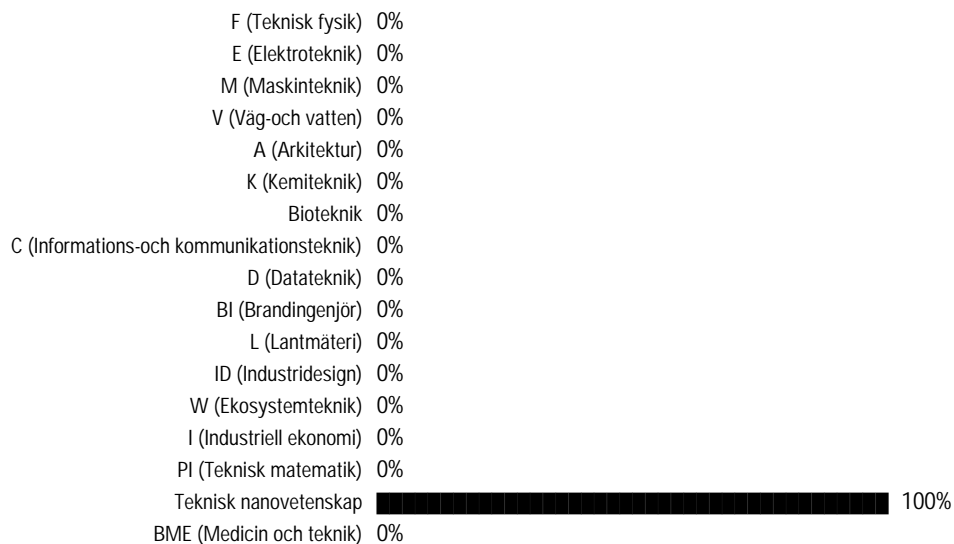 F (Teknisk fysik) 0%
E (Elektroteknik) 0%
M (Maskinteknik) 0%
V (Väg-och vatten) 0%
A (Arkitektur) 0%
K (Kemiteknik) 0%
Bioteknik 0%
C (Informations-och kommunikationsteknik) 0%
D (Datateknik) 0%
BI (Brandingenjör) 0%
L (Lantmäteri) 0%
ID (Industridesign) 0%
W (Ekosystemteknik) 0%
I (Industriell ekonomi) 0%
PI (Teknisk matematik) 0%
Teknisk nanovetenskap 100%
BME (Medicin och teknik) 0%